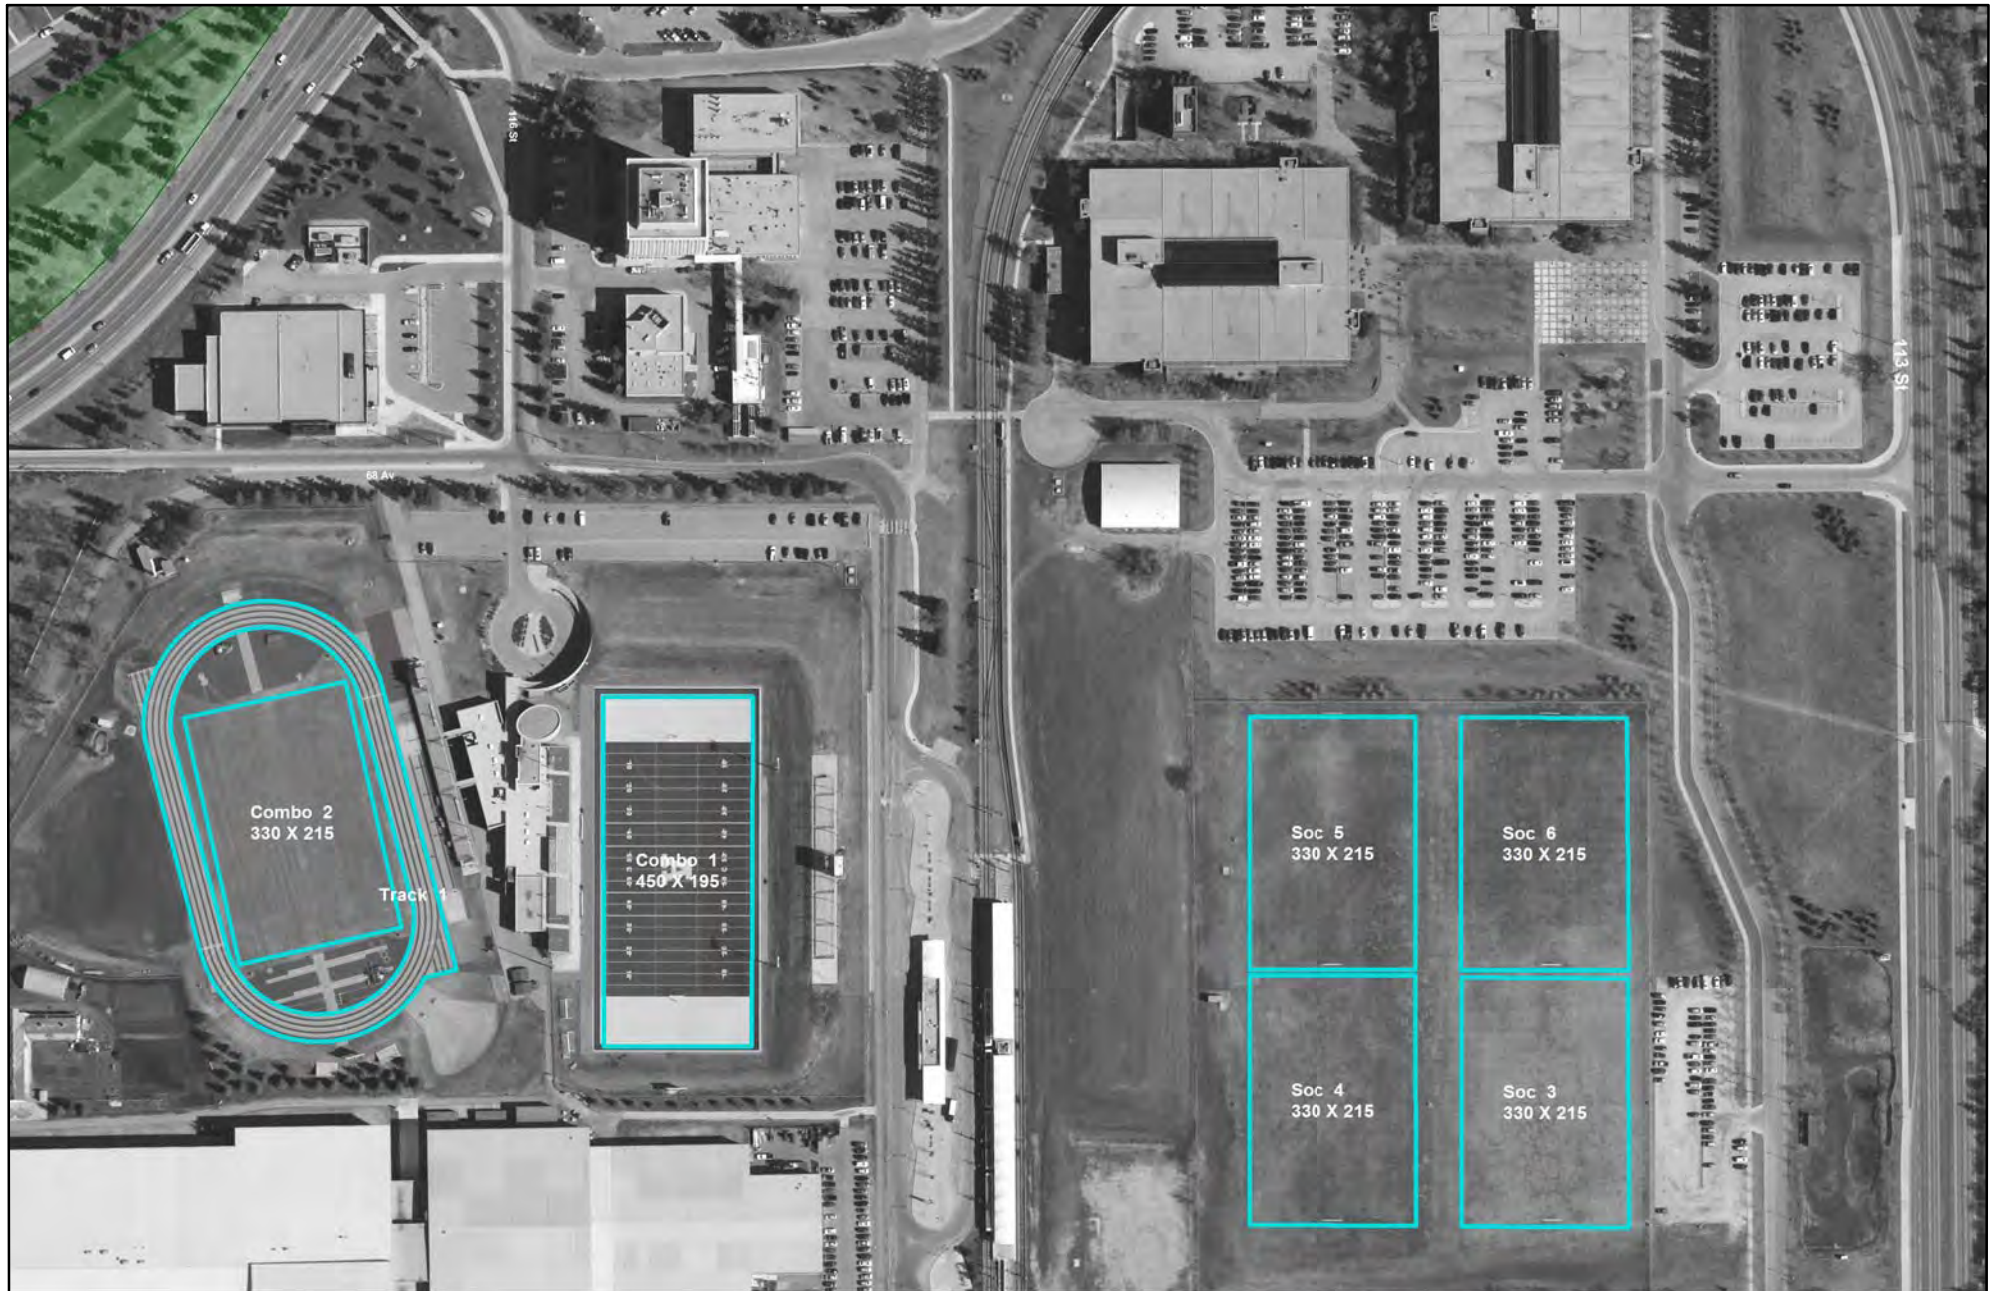 116 St
113 St
68 Av
Combo 2
330 X 215
Track 1
Combo 1
450 X 195
Soc 5
330 X 215
Soc 6
330 X 215
Soc 4
330 X 215
Soc 3
330 X 215